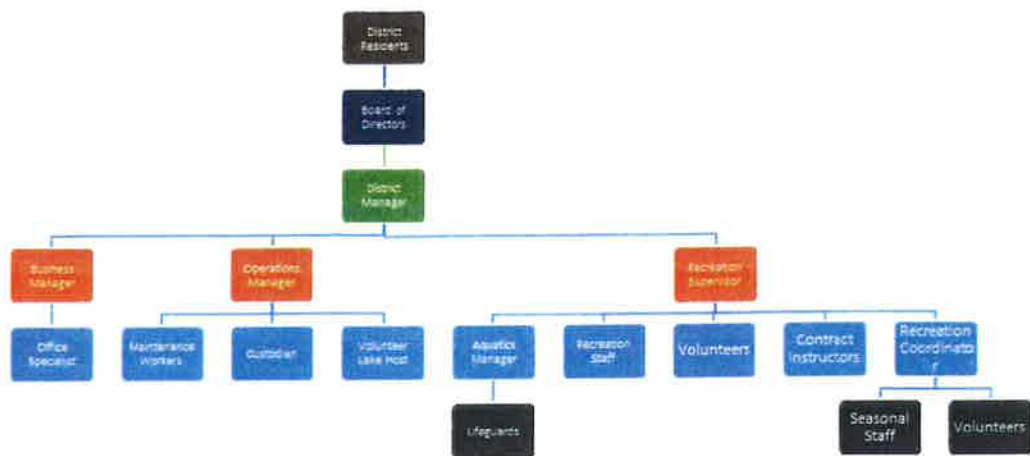 District
Residents
Board of
Directors
District
Manager
Business
Manager
Operations
Manager
Recreation
Supervisor
Office
Specialist
Maintenance
Workers
Custodian
Volunteer
Lake Host
Aquatics
Manager
Recreation
Staff
Volunteers
Contract
Instructors
Recreation
Coordinato
r
Lifeguards
Seasonal
Staff
Volunteers